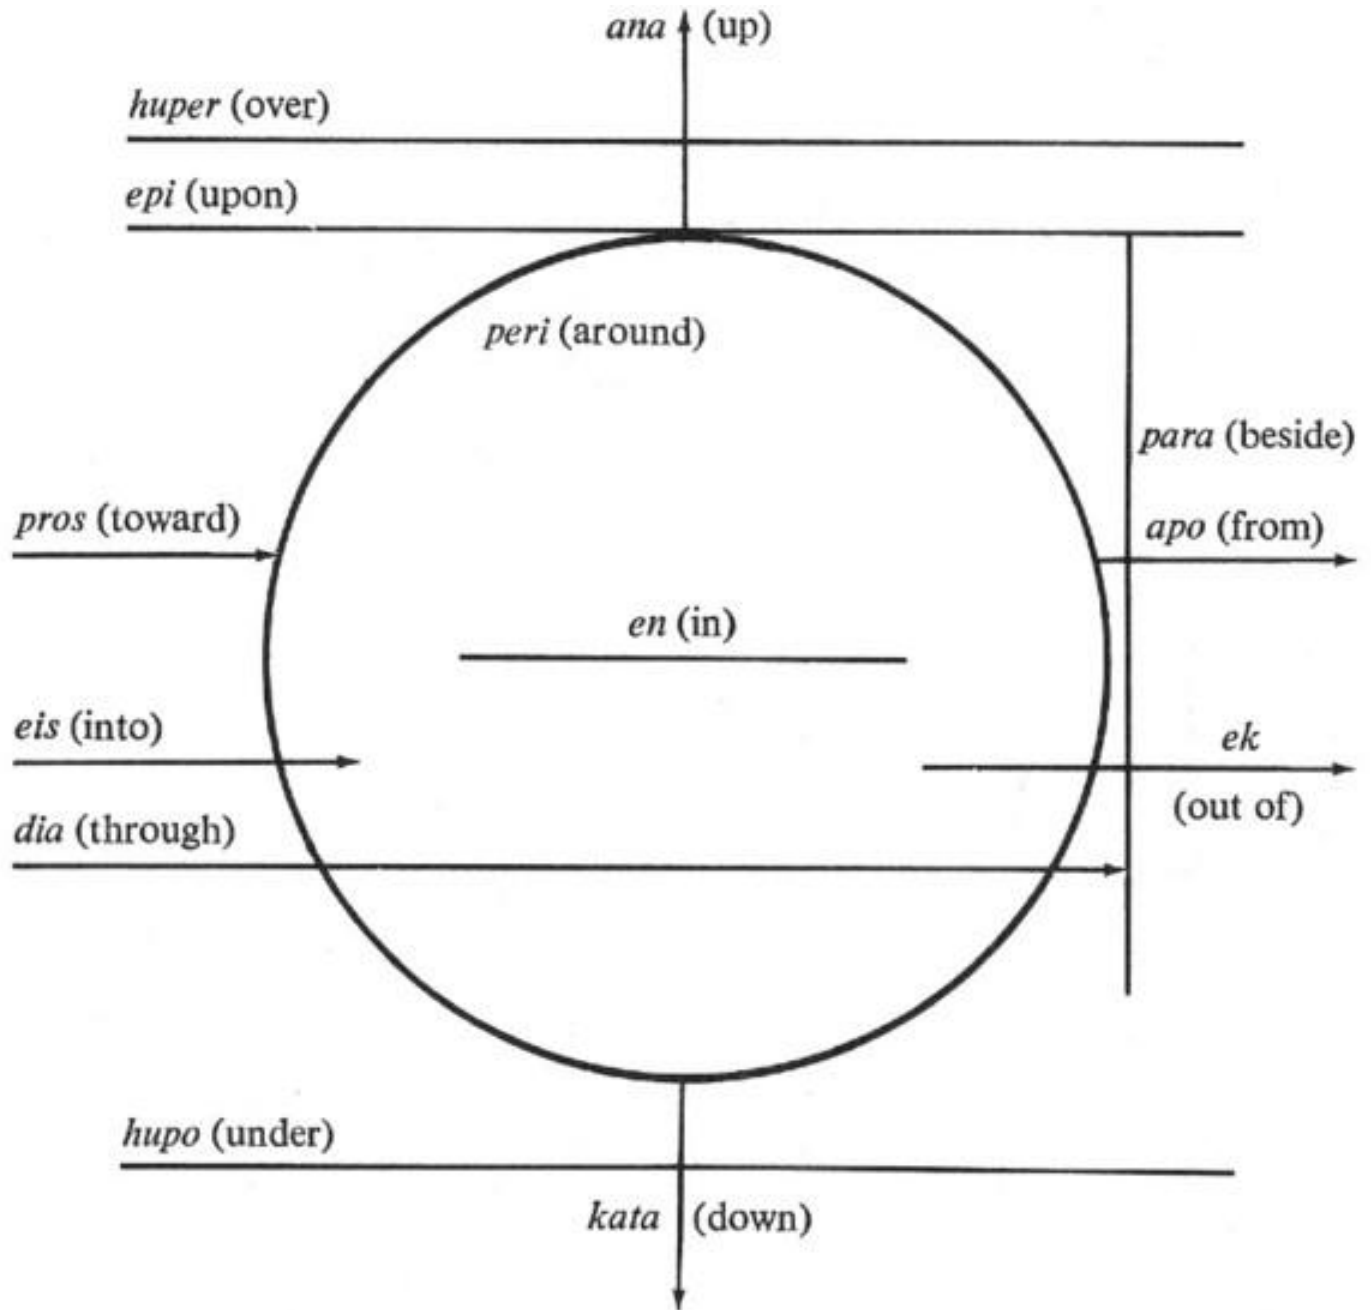 ana (up)
huper (over)
epi (upon)
peri (around)
para (beside)
pros (toward)
apo (from)
en (in)
eis (into)
ek
(out of)
dia (through)
hupo (under)
kata (down)